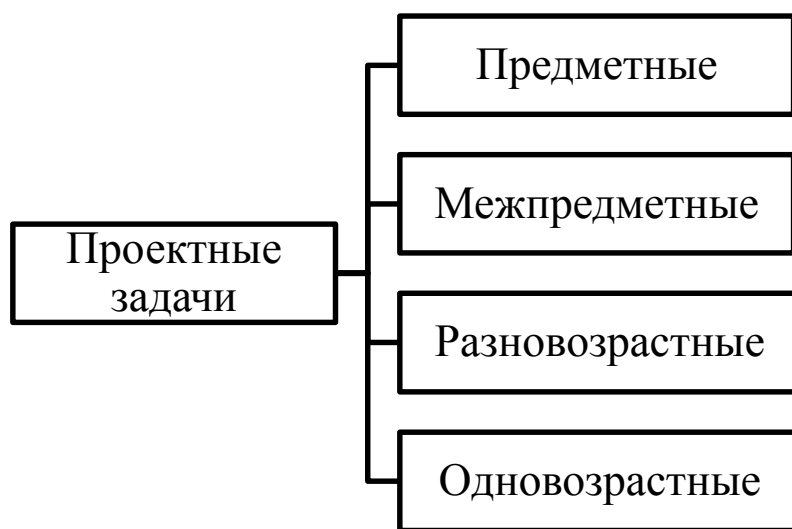 Проектные
задачи
Предметные
Межпредметные
Разновозрастные
Одновозрастные